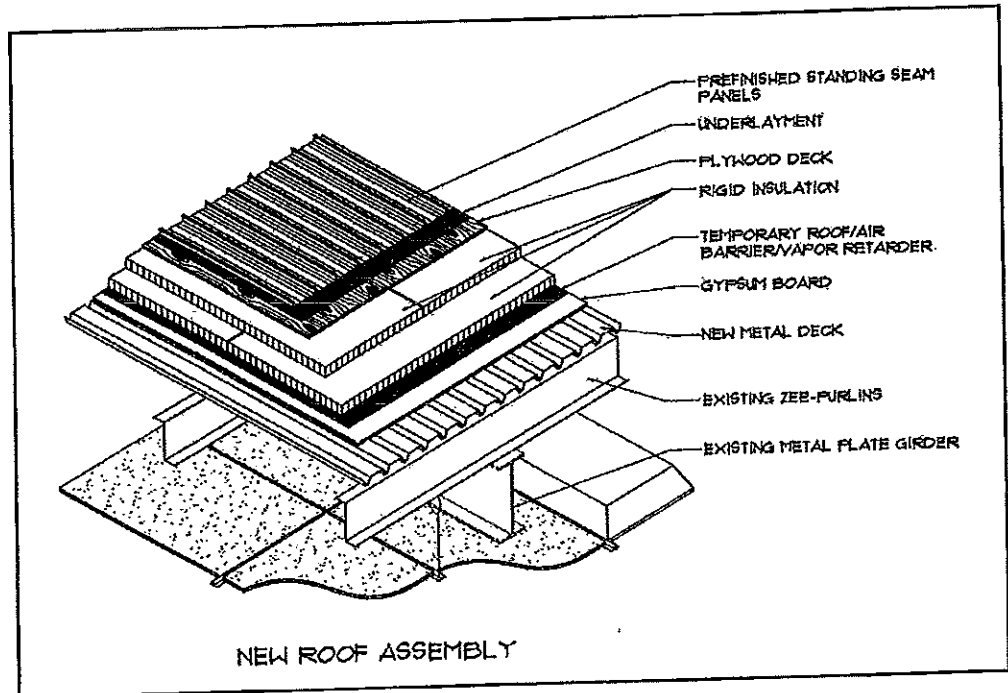 PREFINISHED STANDING SEAM
PANELS
UNDERLAYMENT
PLYWOOD DECK
RIGID INSULATION
TEMPORARY ROOF/AIR
BARRIER/VAPOR RETARDER
GYPSUM BOARD
NEW METAL DECK
EXISTING ZEE-PURLINS
EXISTING METAL PLATE GIRDER
NEW ROOF ASSEMBLY